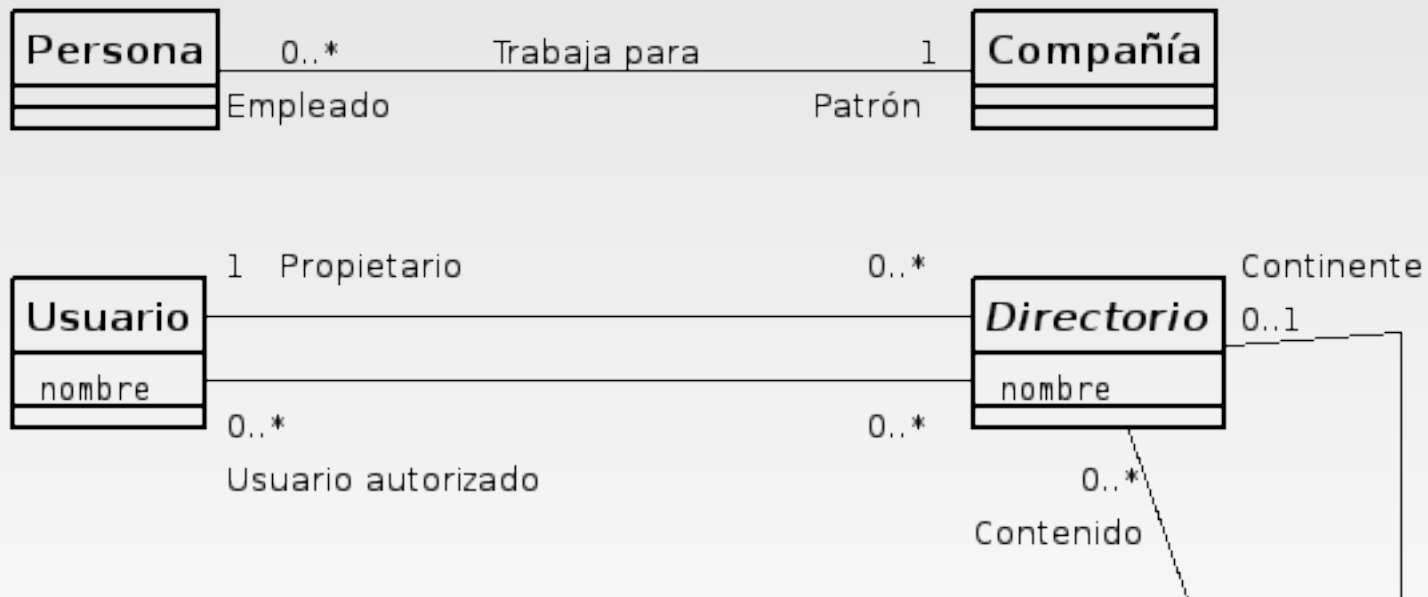 Persona
0..*
Trabaja para
1
Compañía
Empleado
Patrón
1 Propietario
0..*
Continente
Usuario
Directorio
0..1
nombre
nombre
0..*
0..*
Usuario autorizado
0..*
Contenido